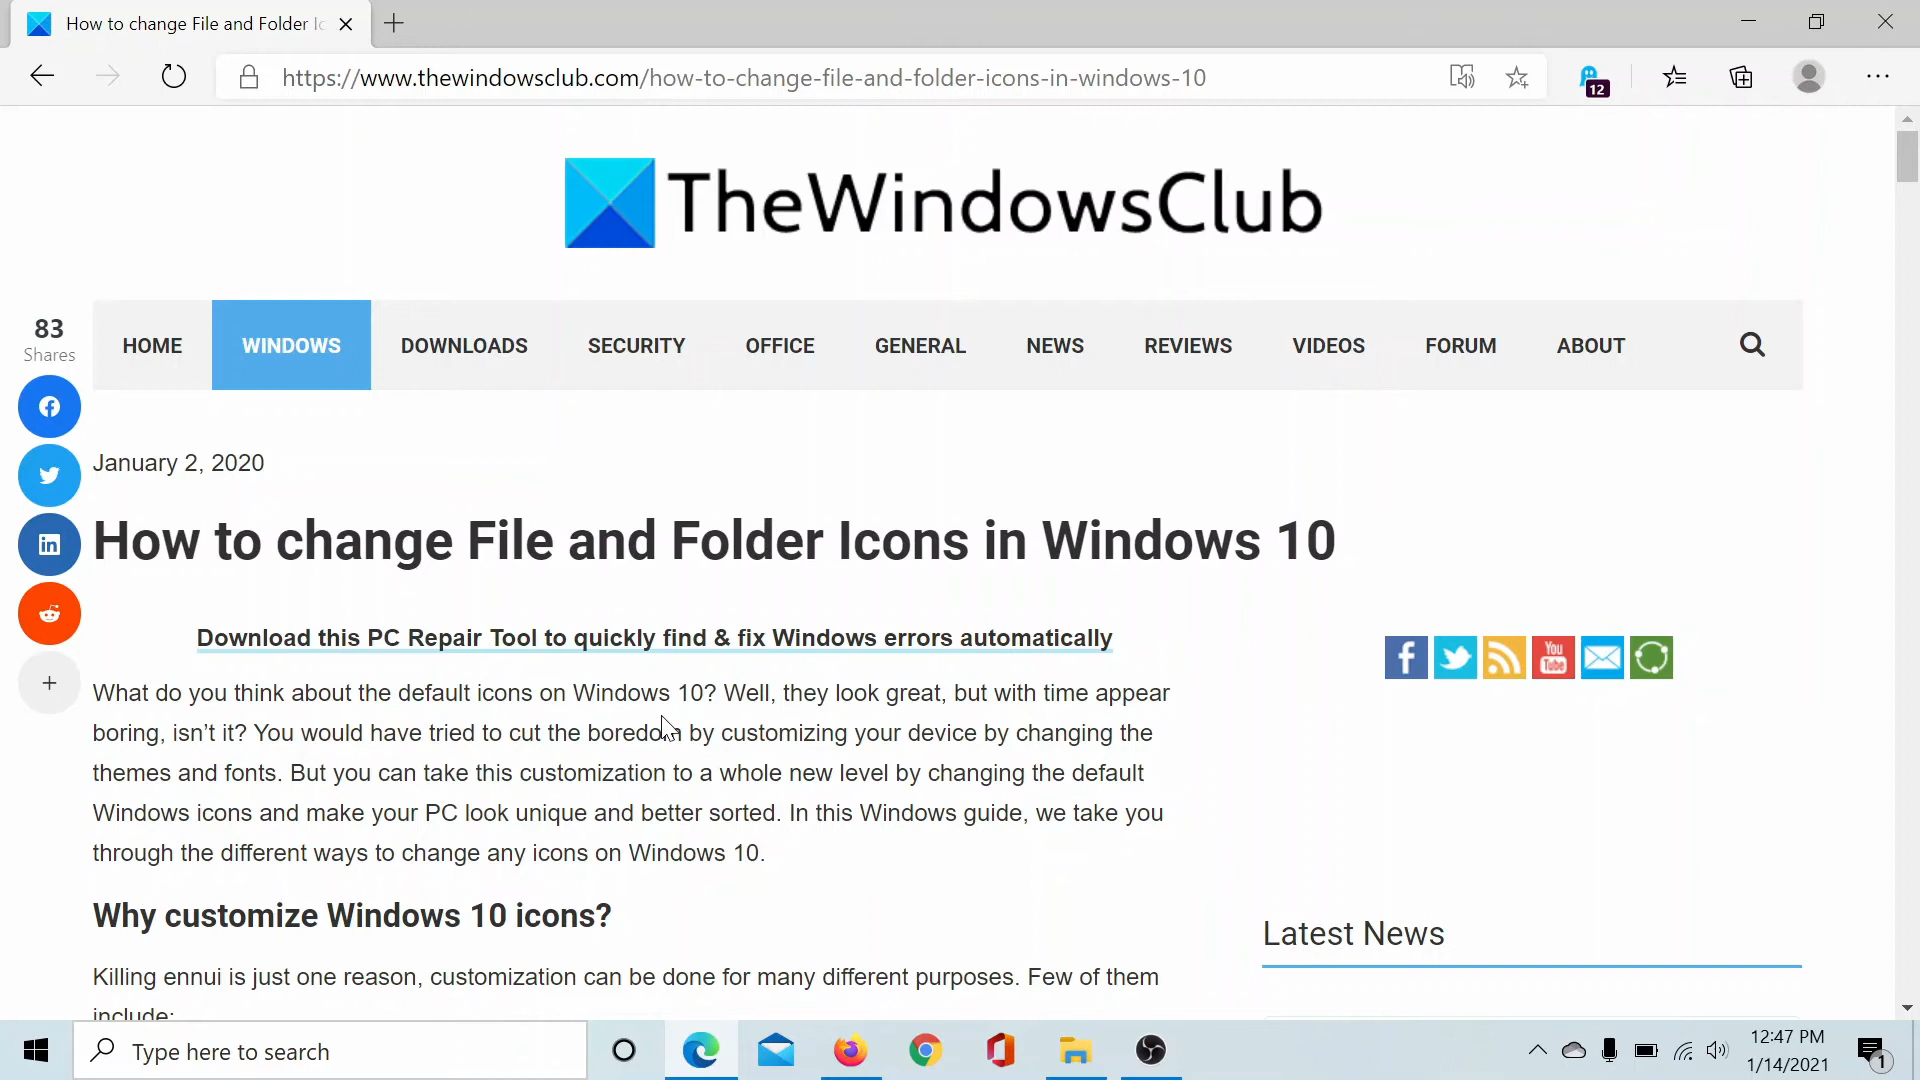 How to change File and Folder Ic
https://www.thewindowsclub.com/how-to-change-file-and-folder-icons-in-windows-10
12
TheWindowsClub
83
Shares
HOME WINDOWS DOWNLOADS SECURITY OFFICE GENERAL NEWS REVIEWS VIDEOS FORUM ABOUT
January 2, 2020
How to change File and Folder Icons in Windows 10
Download this PC Repair Tool to quickly find & fix Windows errors automatically
You
Tube
What do you think about the default icons on Windows 10? Well, they look great, but with time appear
boring, isn’t it? You would have tried to cut the boredom by customizing your device by changing the
themes and fonts. But you can take this customization to a whole new level by changing the default
Windows icons and make your PC look unique and better sorted. In this Windows guide, we take you
through the different ways to change any icons on Windows 10.
Why customize Windows 10 icons?
Latest News
Killing ennui is just one reason, customization can be done for many different purposes. Few of them
include:
Type here to search
12:47 PM
1/14/2021
1